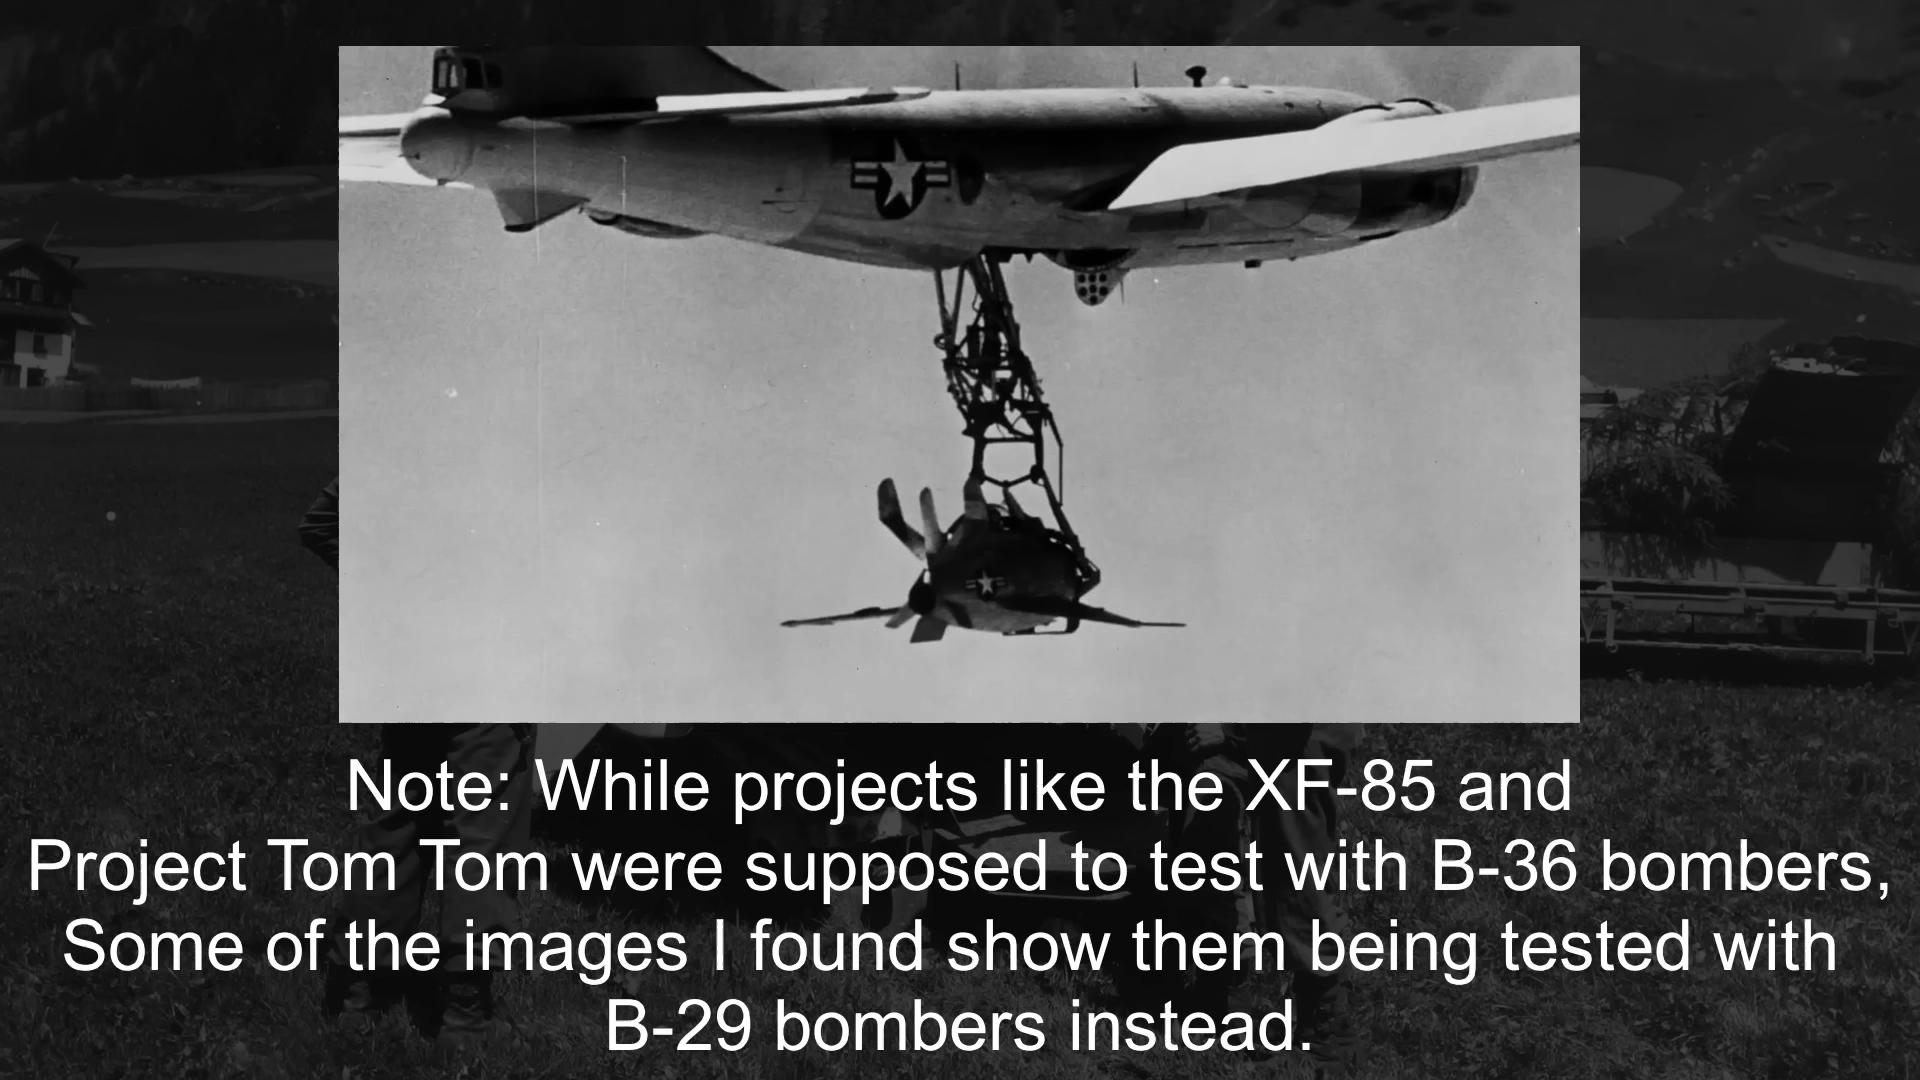 Note: While projects like the XF-85 and
Project Tom Tom were supposed to test with B-36 bombers,
Some of the images I found show them being tested with
B-29 bombers instead.